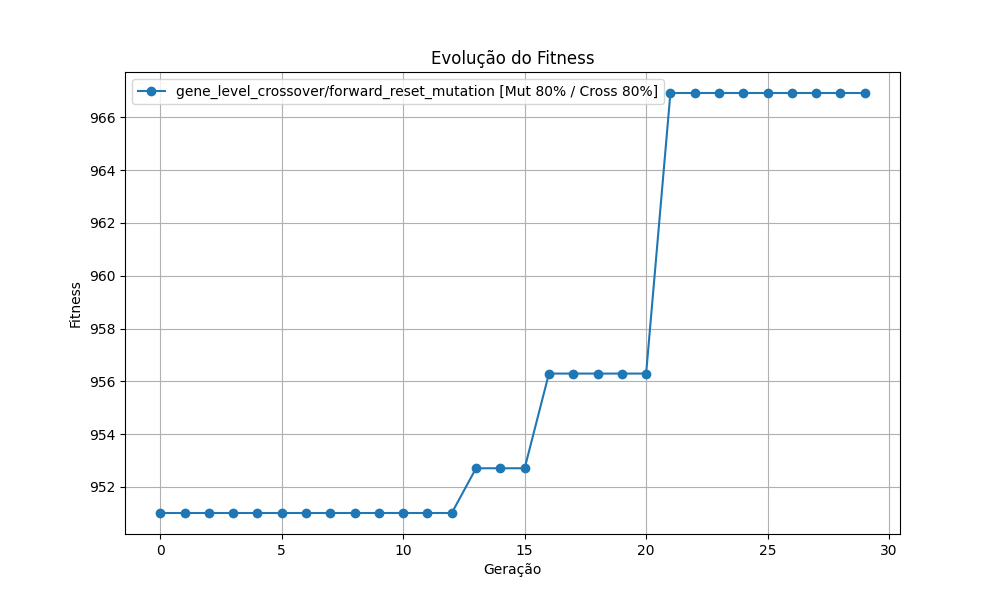 Evolução do Fitness
gene_level_crossover/forward_reset_mutation [Mut 80% / Cross 80%]
966
964
962
960
958
956
954
952
Fitness
0 5 10 15 20 25 30
Geração